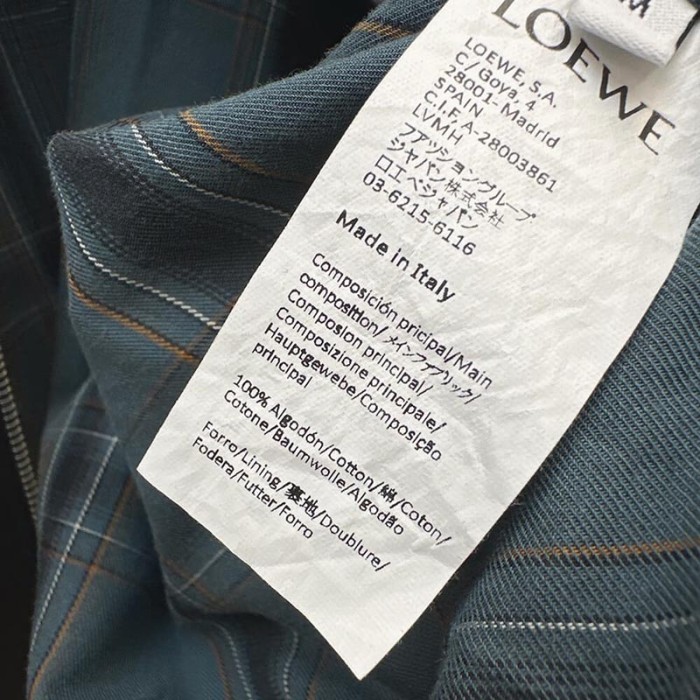 M
LOEWE
LOEWE, S.A.
C/ Goya, 4
28001- Madrid
SPAIN
C.I.F.A-28003861
LVMH
ファッショングループ
ジャパン株式会社
ロエベジャパン
03-6215-6116
Made in Italy
Composición pricipal/Main
composition/メインファブリック/
Composion principal/
Composizione principale/
Hauptgewebe/Composição
principal
100% Algodón/Cotton/綿/Coton/
Cotone/Baumwolle/Algodão
Forro/Lining/裏地/Doublure/
Fodera/Futter/Forro